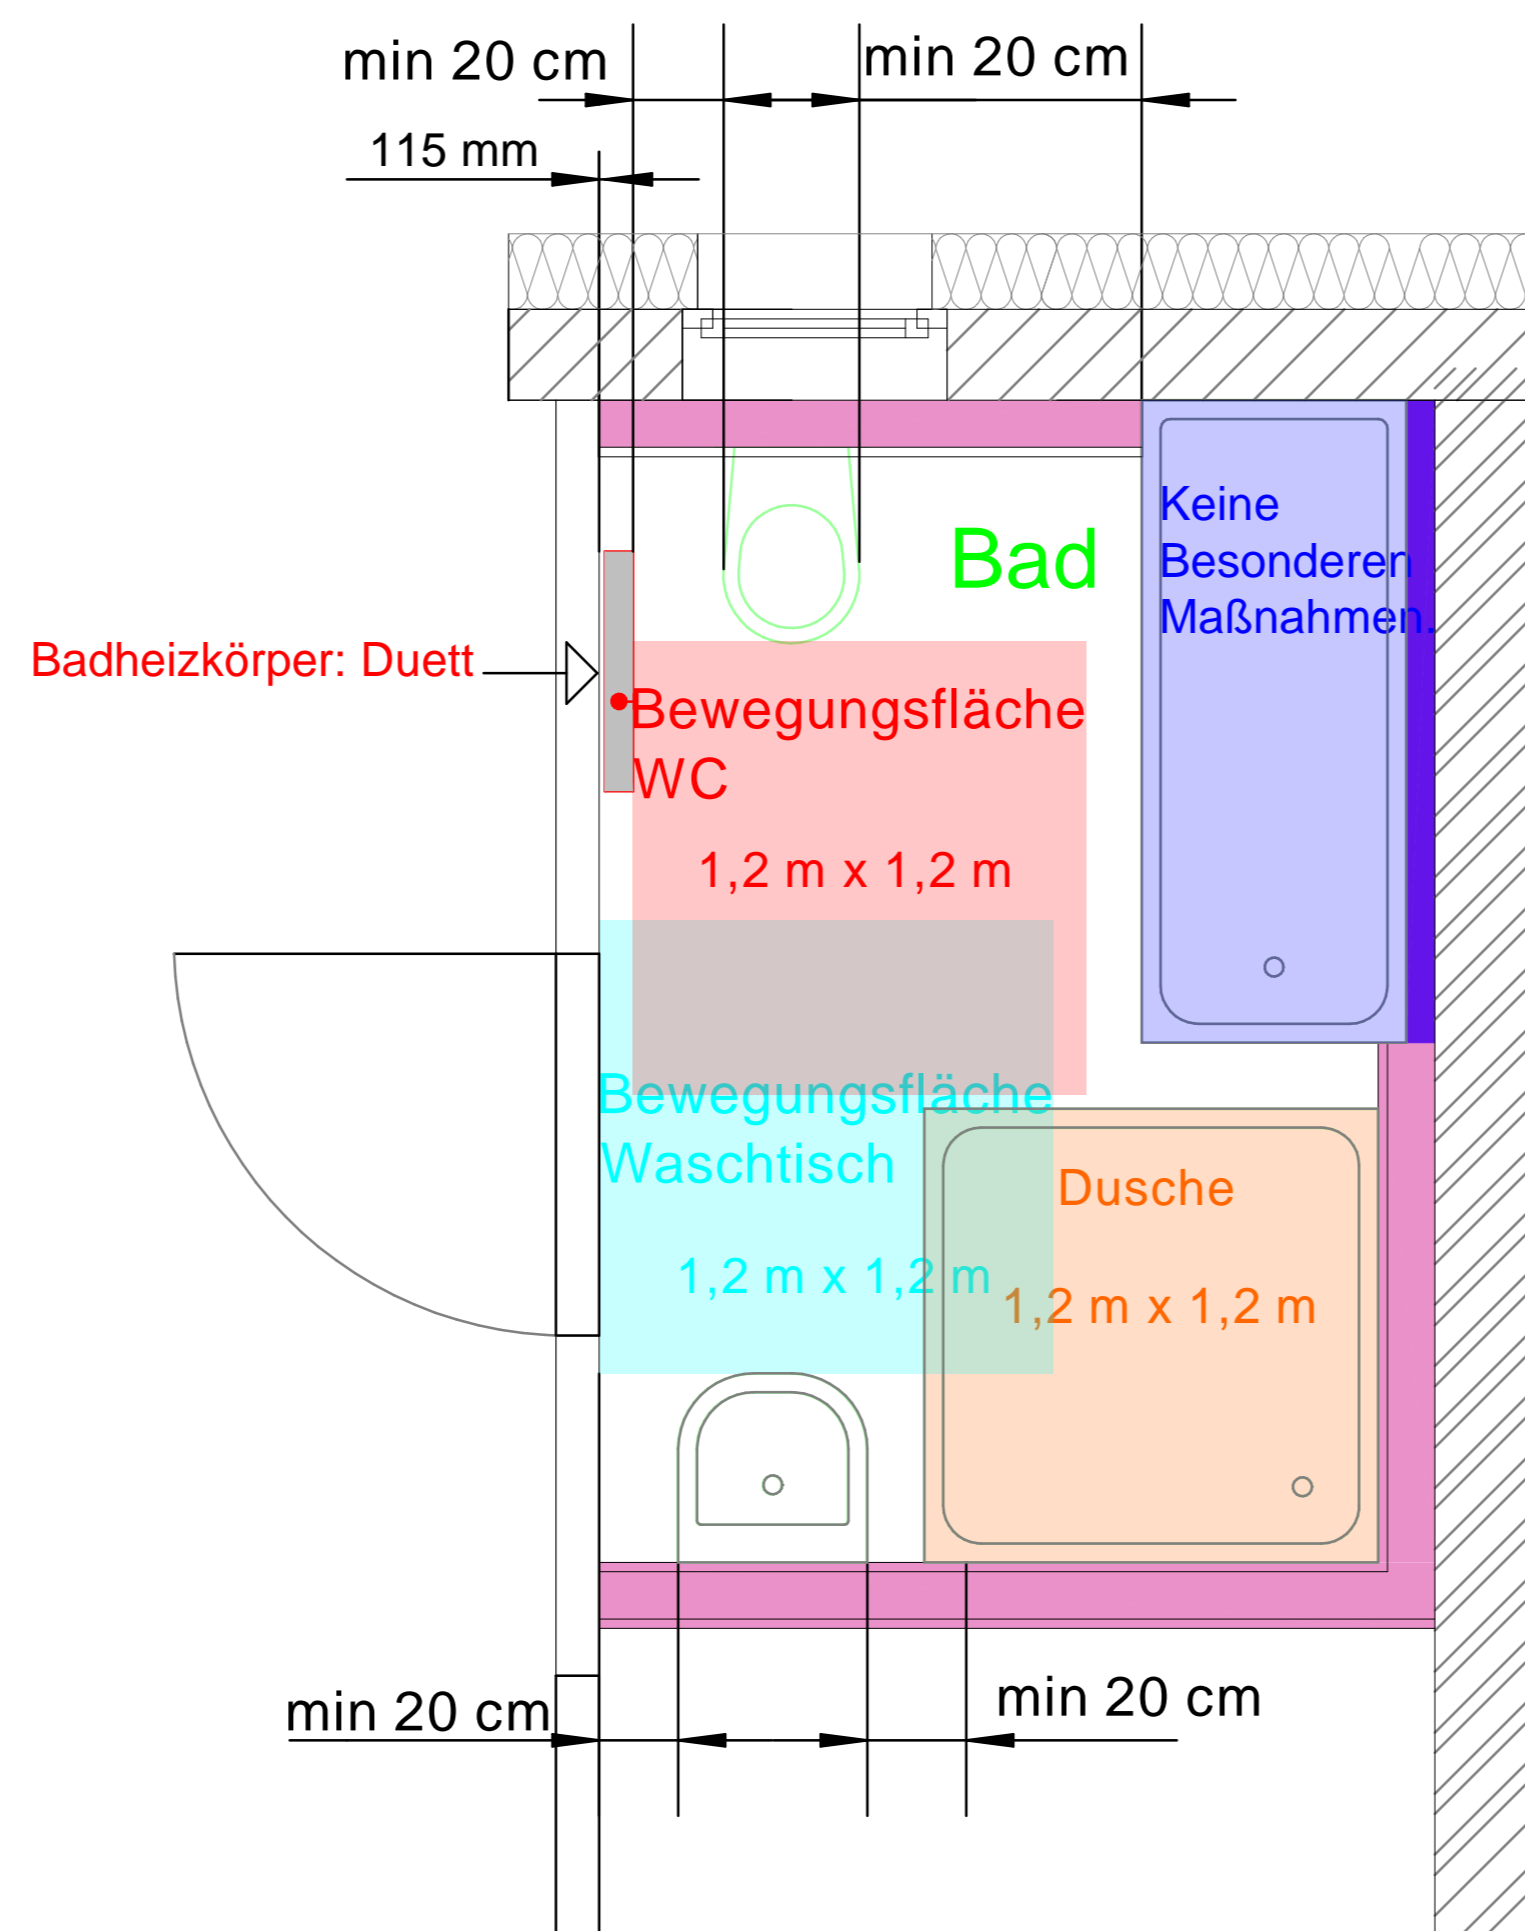 min 20 cm
min 20 cm
115 mm
Keine
Besonderen
Maßnahmen.
Bad
Badheizkörper: Duett
Bewegungsfläche
WC
1,2 m x 1,2 m
Bewegungsfläche
Waschtisch
1,2 m x 1,2 m
Dusche
1,2 m x 1,2 m
min 20 cm
min 20 cm